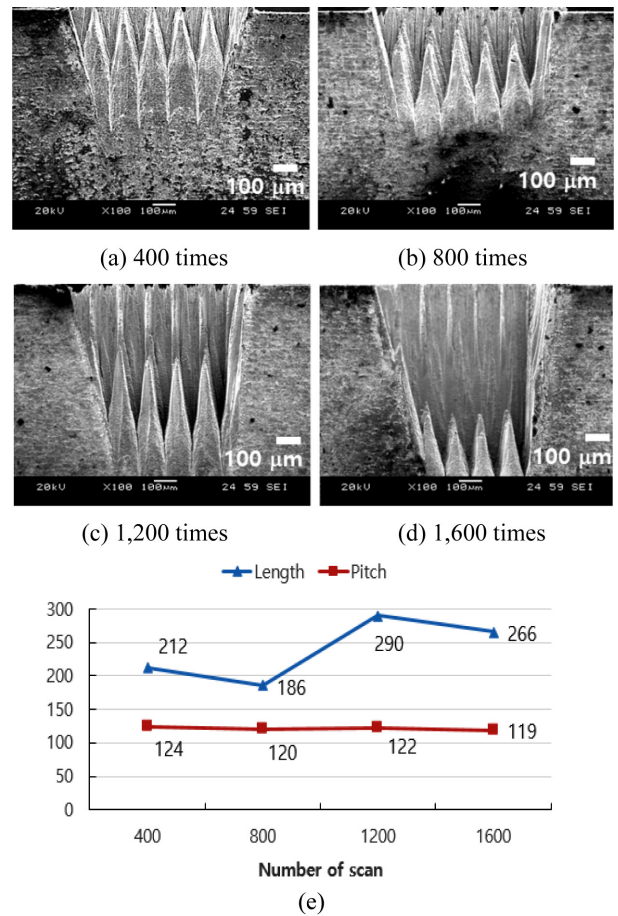 100 μm
20kV X100 100μm 24 59 SEI
(a) 400 times
100 μm
20kV X100 100μm 24 59 SEI
(b) 800 times
100 μm
20kV X100 100μm 24 59 SEI
(c) 1,200 times
100 μm
20kV X100 100μm 24 59 SEI
(d) 1,600 times
Length Pitch
300
250
200
150
100
50
0
212
186
290
266
124
120
122
119
400 800 1200 1600
Number of scan
(e)